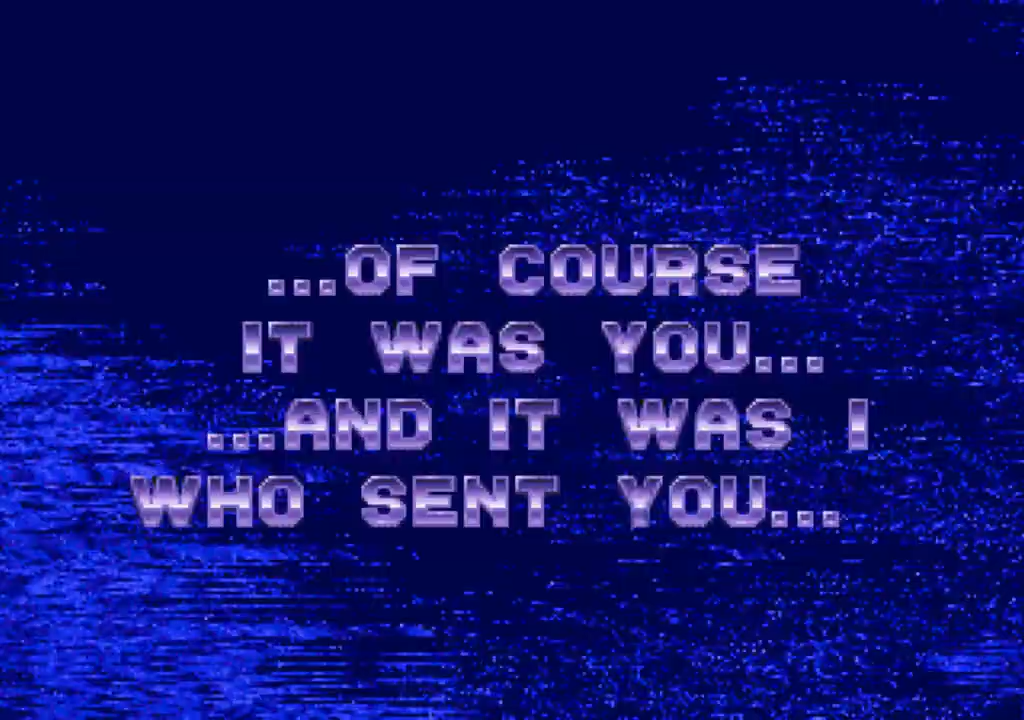 ...OF COURSE
IT WAS YOU...
...AND IT WAS I
WHO SENT YOU...